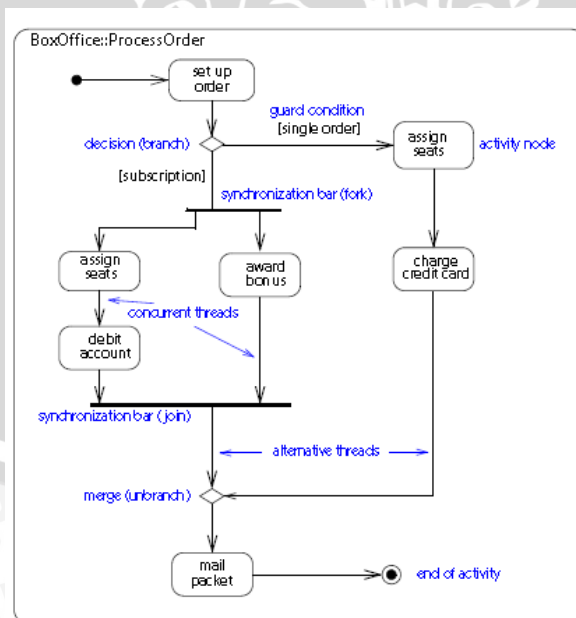 BoxOffice::ProcessOrder
set up
order
guard condition
[single order]
decision (branch)
assign
seats
activity node
[subscription]
synchronization bar (fork)
assign
seats
award
bonus
charge
credit card
concurrent threads
debit
account
synchronization bar (join)
alternative threads
merge (unbranch)
mail
packet
end of activity